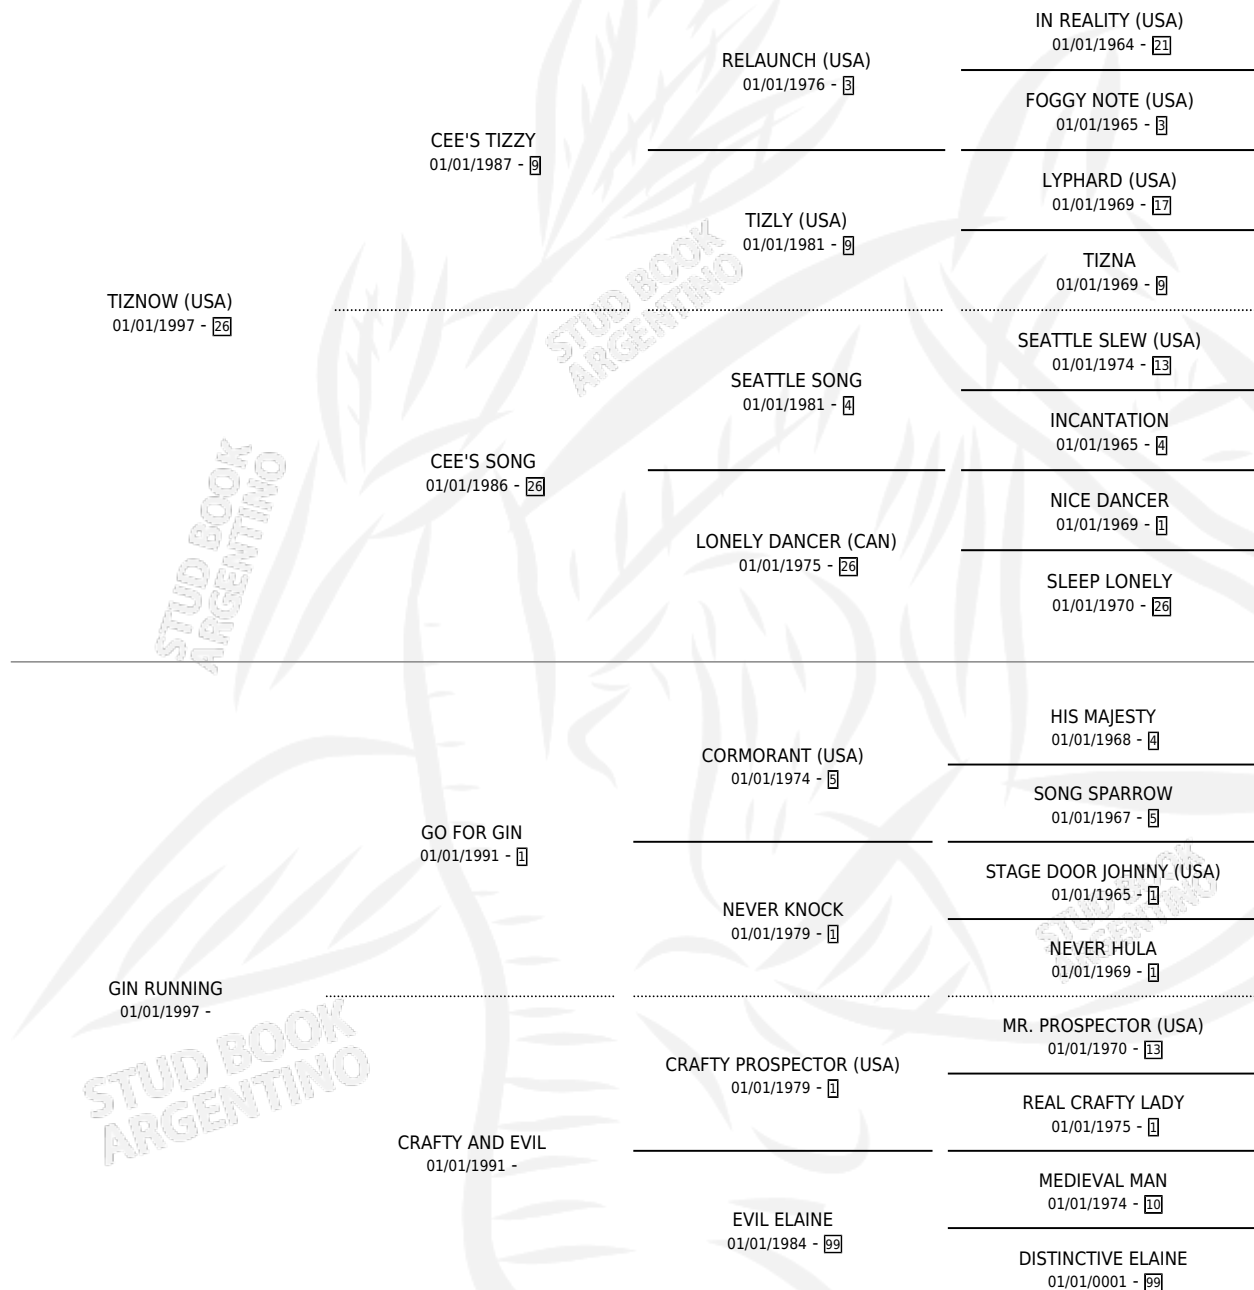 IN REALITY (USA)
01/01/1964 - 21
RELAUNCH (USA)
01/01/1976 - 3
FOGGY NOTE (USA)
01/01/1965 - 3
CEE'S TIZZY
01/01/1987 - 9
LYPHARD (USA)
01/01/1969 - 17
TIZLY (USA)
01/01/1981 - 9
TIZNA
01/01/1969 - 9
TIZNOW (USA)
01/01/1997 - 26
SEATTLE SLEW (USA)
01/01/1974 - 13
SEATTLE SONG
01/01/1981 - 4
INCANTATION
01/01/1965 - 4
CEE'S SONG
01/01/1986 - 26
NICE DANCER
01/01/1969 - 1
LONELY DANCER (CAN)
01/01/1975 - 26
SLEEP LONELY
01/01/1970 - 26
HIS MAJESTY
01/01/1968 - 4
CORMORANT (USA)
01/01/1974 - 5
SONG SPARROW
01/01/1967 - 5
GO FOR GIN
01/01/1991 - 1
STAGE DOOR JOHNNY (USA)
01/01/1965 - 1
NEVER KNOCK
01/01/1979 - 1
NEVER HULA
01/01/1969 - 1
GIN RUNNING
01/01/1997 -
MR. PROSPECTOR (USA)
01/01/1970 - 13
CRAFTY PROSPECTOR (USA)
01/01/1979 - 1
REAL CRAFTY LADY
01/01/1975 - 1
CRAFTY AND EVIL
01/01/1991 -
MEDIEVAL MAN
01/01/1974 - 10
EVIL ELAINE
01/01/1984 - 99
DISTINCTIVE ELAINE
01/01/0001 - 99
STUD BOOK
ARGENTINO
STUD BOOK
ARGENTINO
STUD BOOK
ARGENTINO
STUD BOOK
ARGENTINO